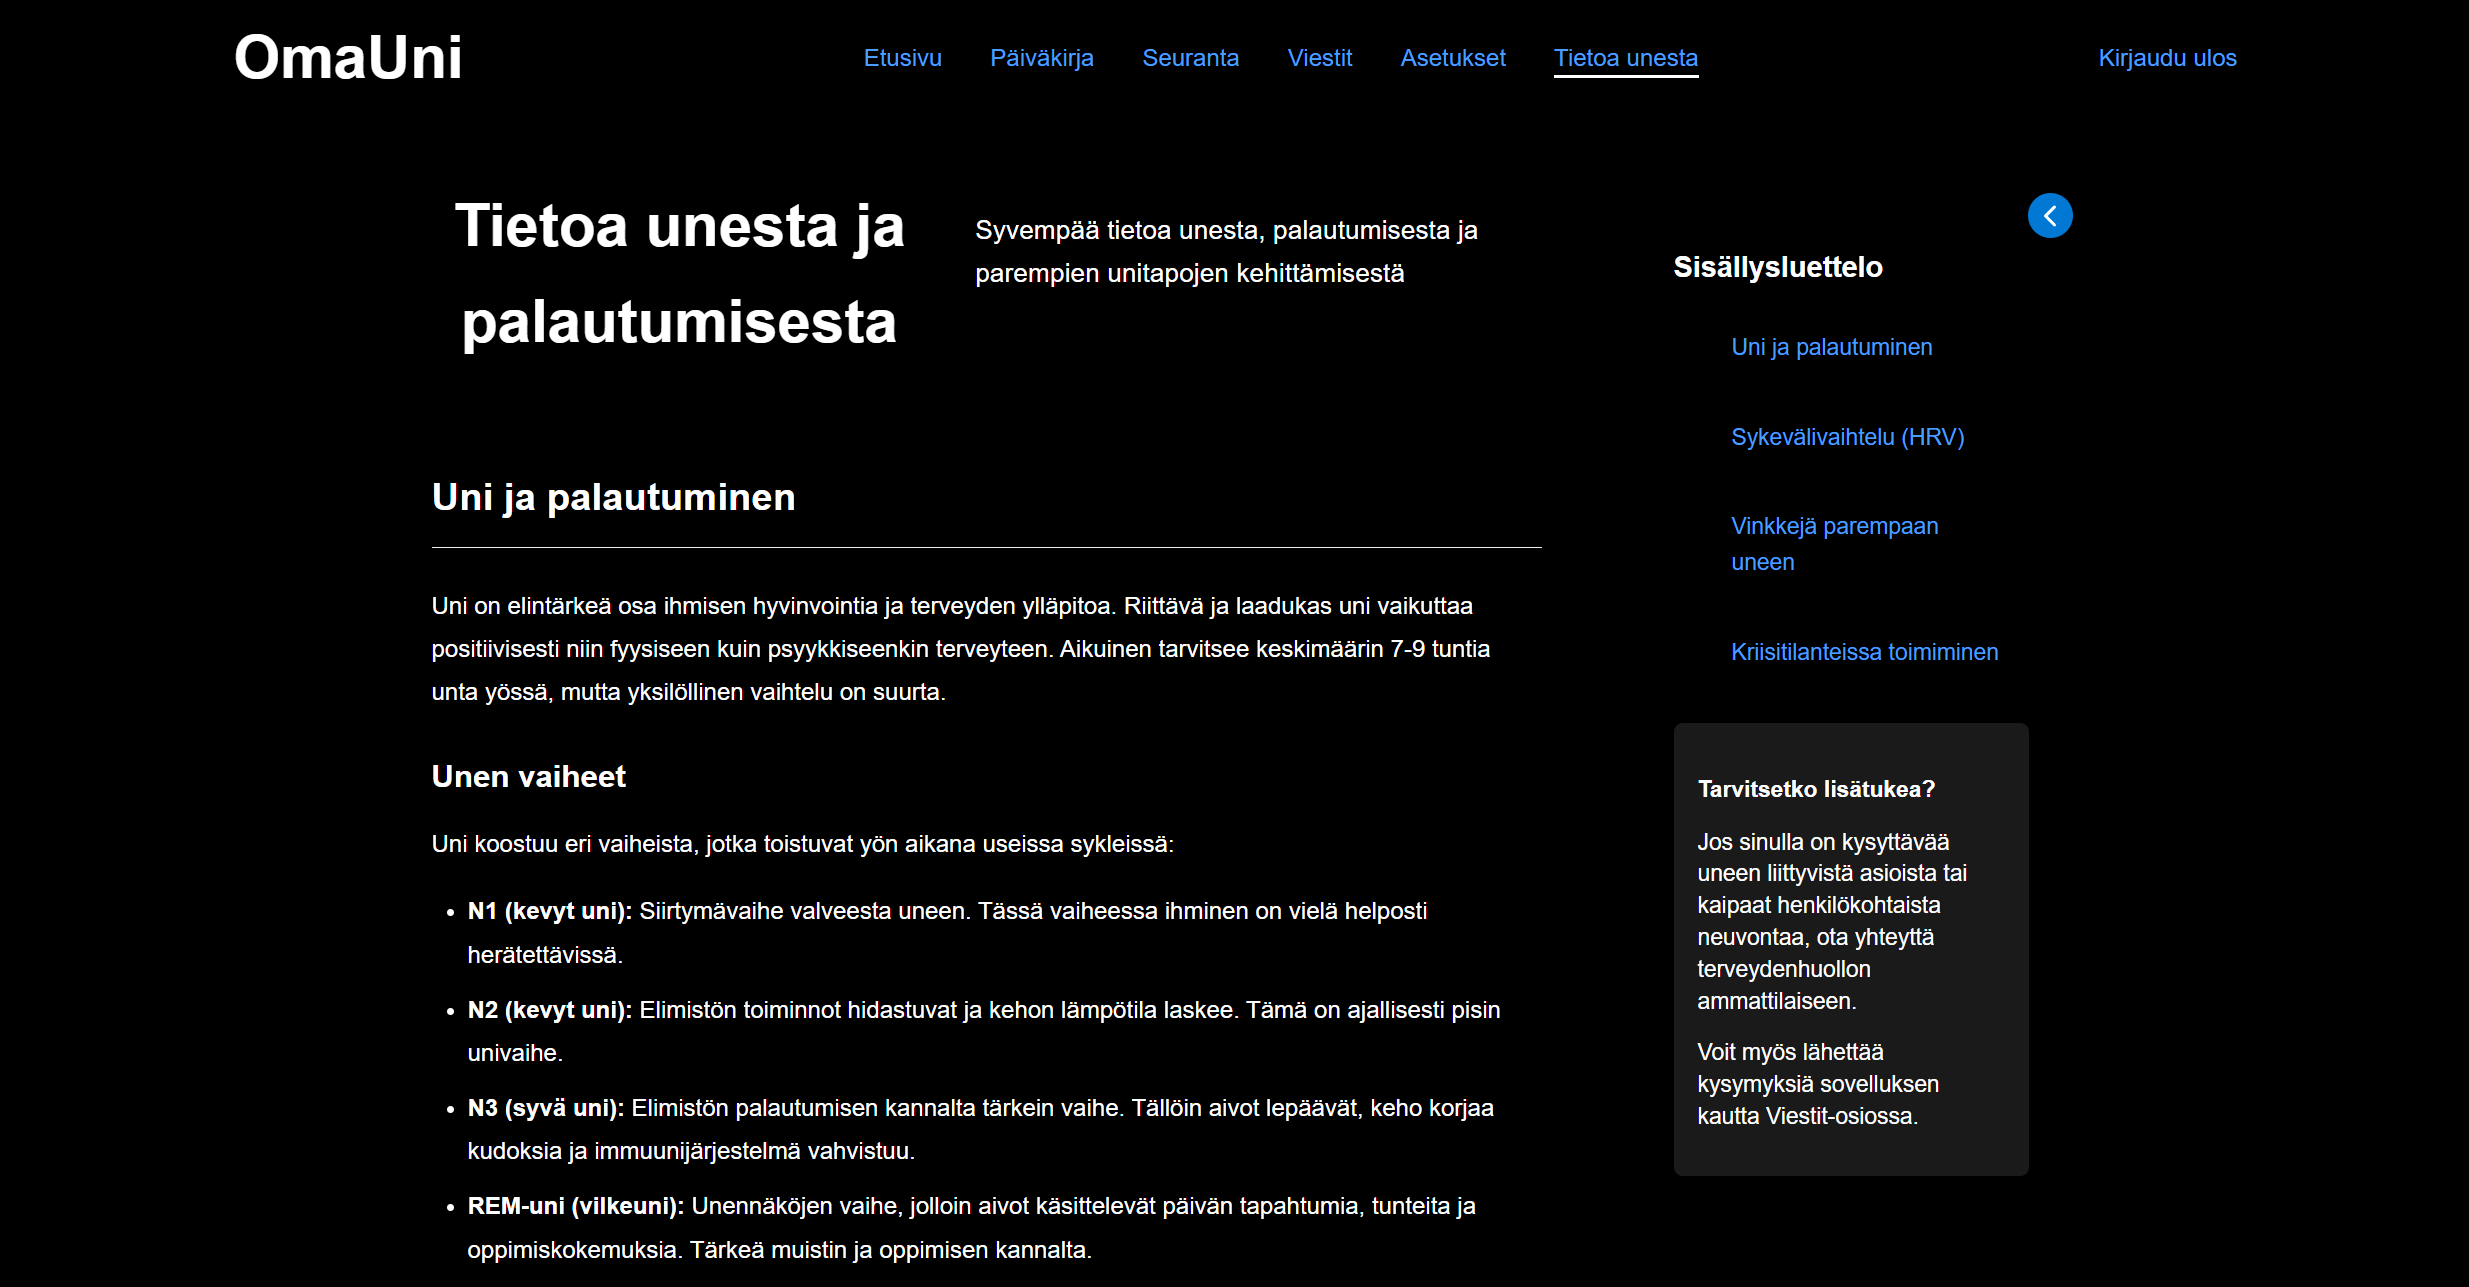 OmaUni
Etusivu
Päiväkirja
Seuranta
Viestit
Asetukset
Tietoa unesta
Kirjaudu ulos
Tietoa unesta ja
palautumisesta
Syvempää tietoa unesta, palautumisesta ja
parempien unitapojen kehittämisestä
Uni ja palautuminen
Uni on elintärkeä osa ihmisen hyvinvointia ja terveyden ylläpitoa. Riittävä ja laadukas uni vaikuttaa
positiivisesti niin fyysiseen kuin psyykkiseenkin terveyteen. Aikuinen tarvitsee keskimäärin 7-9 tuntia
unta yössä, mutta yksilöllinen vaihtelu on suurta.
Unen vaiheet
Uni koostuu eri vaiheista, jotka toistuvat yön aikana useissa sykleissä:
• N1 (kevyt uni): Siirtymävaihe valveesta uneen. Tässä vaiheessa ihminen on vielä helposti
herätettävissä.
• N2 (kevyt uni): Elimistön toiminnot hidastuvat ja kehon lämpötila laskee. Tämä on ajallisesti pisin
univaihe.
• N3 (syvä uni): Elimistön palautumisen kannalta tärkein vaihe. Tällöin aivot lepäävät, keho korjaa
kudoksia ja immuunijärjestelmä vahvistuu.
• REM-uni (vilkeuni): Unennäköjen vaihe, jolloin aivot käsittelevät päivän tapahtumia, tunteita ja
oppimiskokemuksia. Tärkeä muistin ja oppimisen kannalta.
Sisällysluettelo
Uni ja palautuminen
Sykevälivaihtelu (HRV)
Vinkkejä parempaan
uneen
Kriisitilanteissa toimiminen
Tarvitsetko lisätukea?
Jos sinulla on kysyttävää
uneen liittyvistä asioista tai
kaipaat henkilökohtaista
neuvontaa, ota yhteyttä
terveydenhuollon
ammattilaiseen.
Voit myös lähettää
kysymyksiä sovelluksen
kautta Viestit-osiossa.